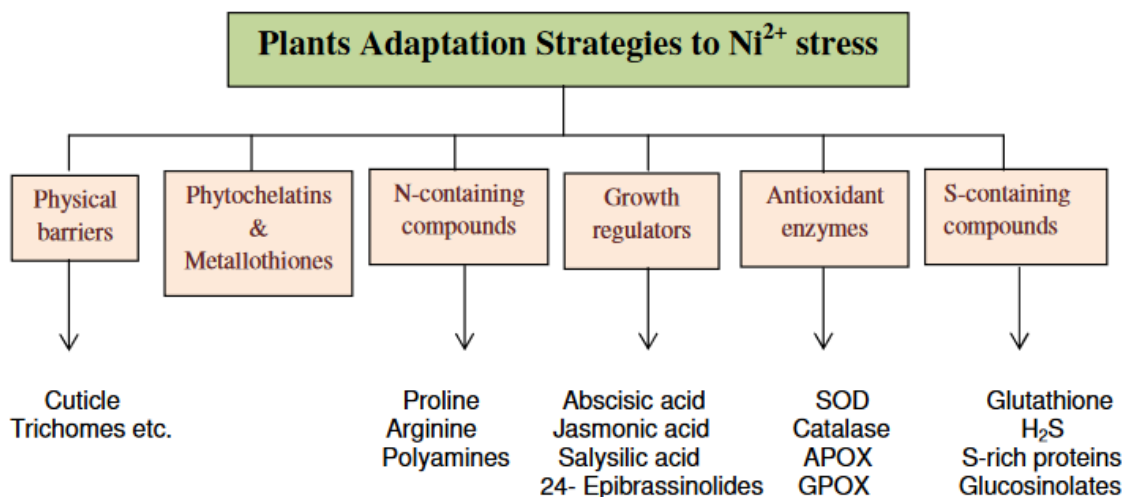 Plants Adaptation Strategies to Ni²⁺ stress
Physical
barriers
Phytochelatins
&
Metallothiones
N-containing
compounds
Growth
regulators
Antioxidant
enzymes
S-containing
compounds
Cuticle
Trichomes etc.
Proline
Arginine
Polyamines
Abscisic acid
Jasmonic acid
Salysilic acid
24- Epibrassinolides
SOD
Catalase
APOX
GPOX
Glutathione
H₂S
S-rich proteins
Glucosinolates